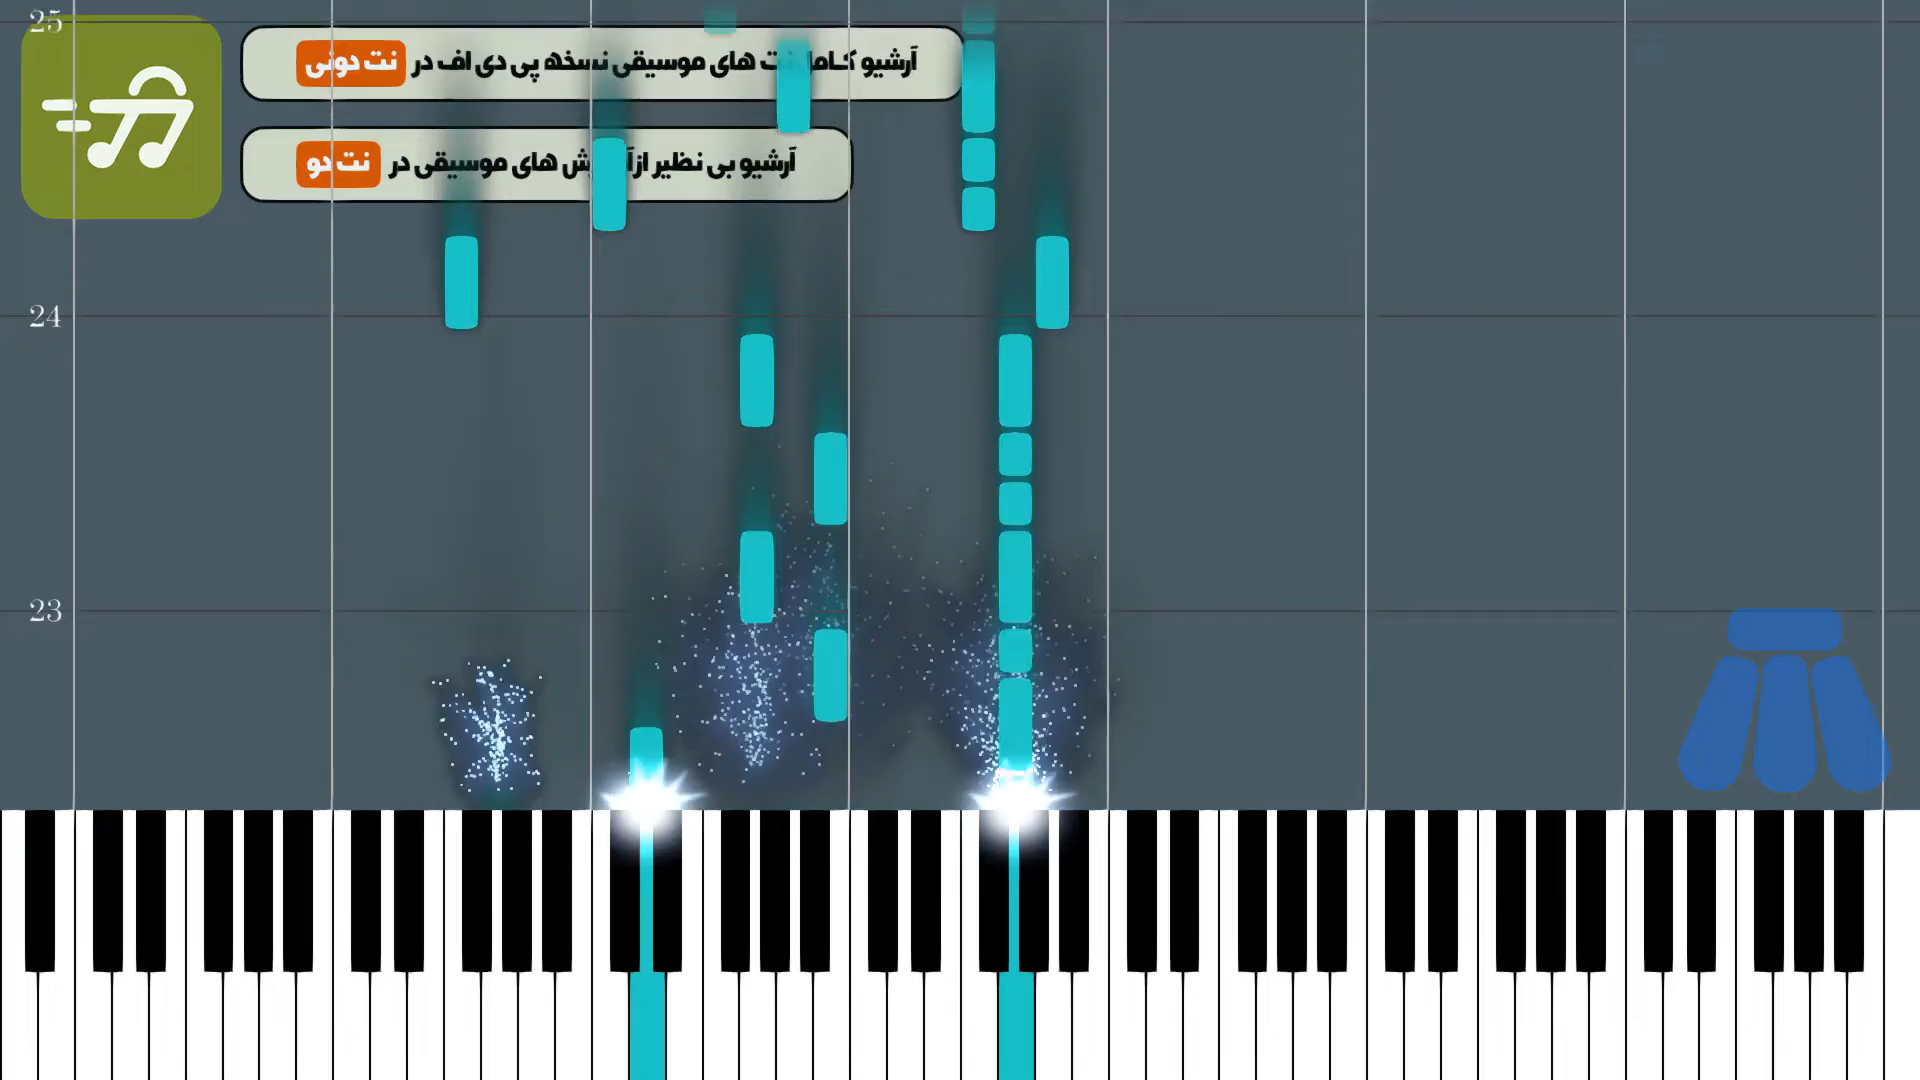 25
آرشیو کامل نت های موسیقی نسخه پی دی اف در نت دونی
آرشیو بی نظیر از های موسیقی در نت دو
24
23